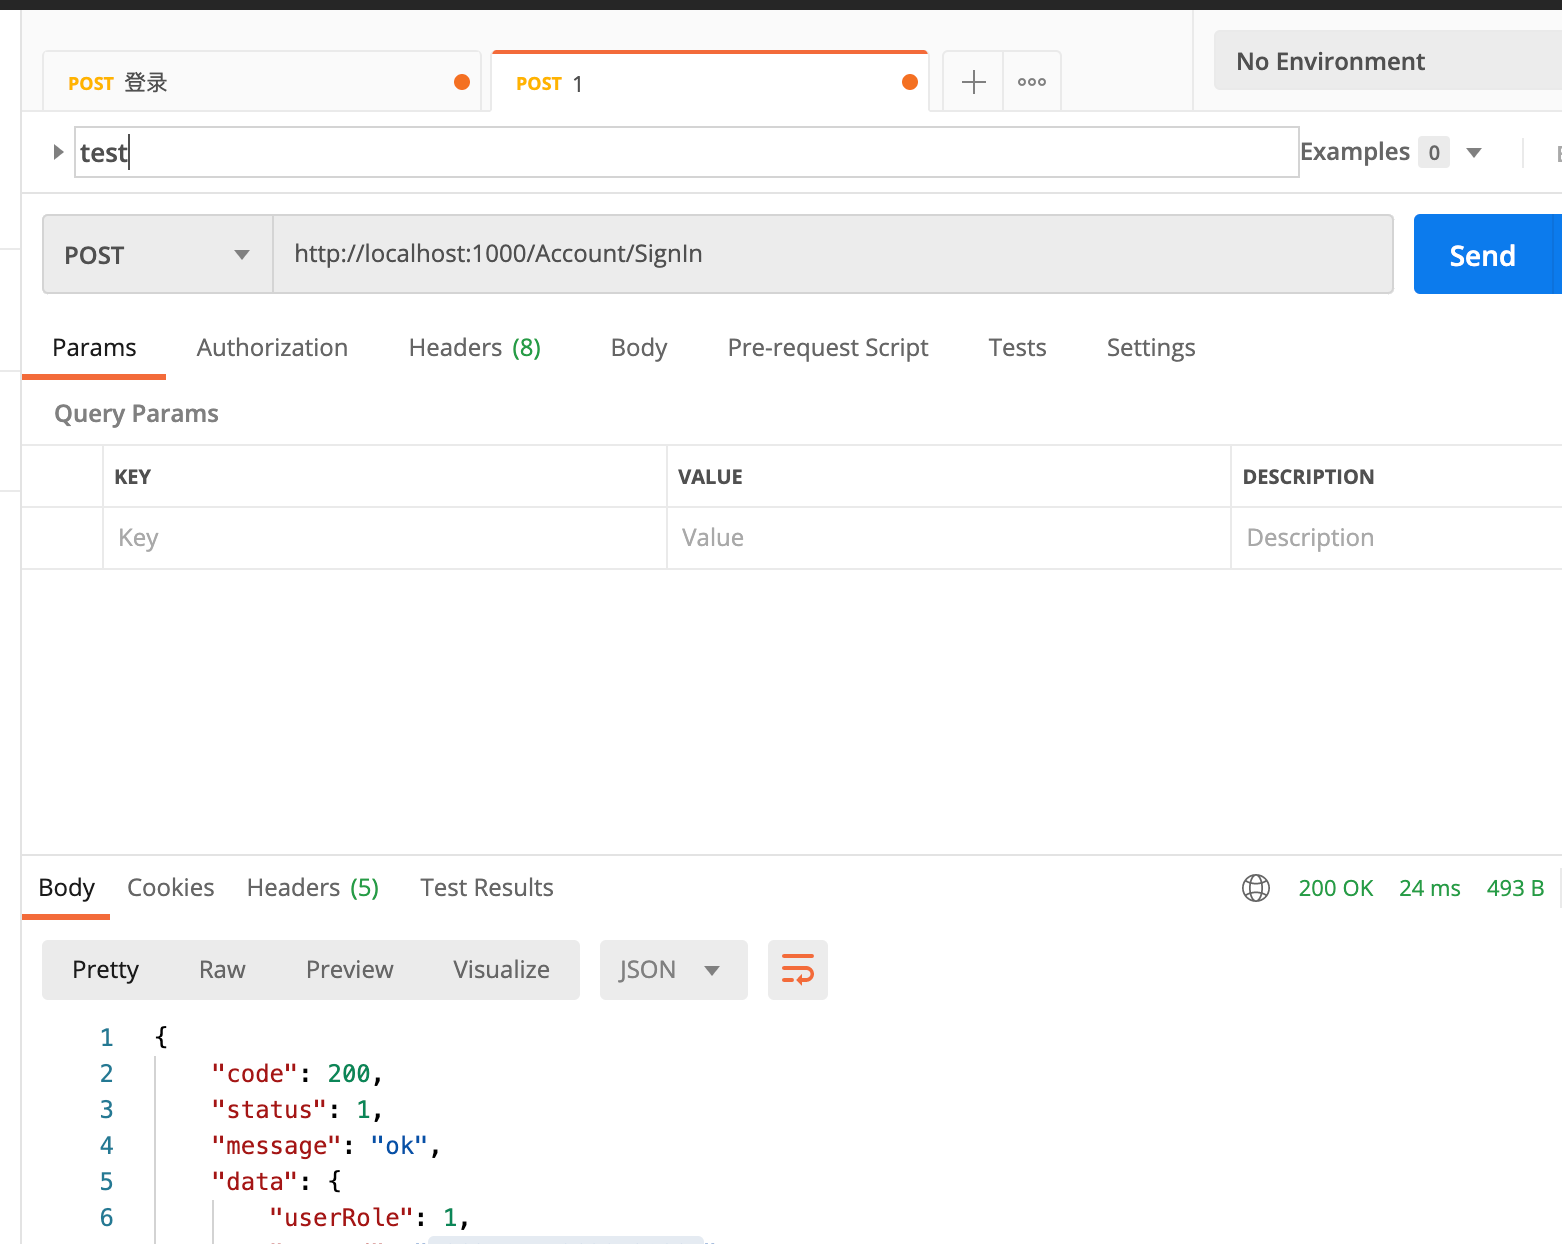 POST 登录
POST 1
No Environment
test
Examples 0
POST
http://localhost:1000/Account/SignIn
Send
Params Authorization Headers (8) Body Pre-request Script Tests Settings
Query Params
KEY VALUE DESCRIPTION
Key Value Description
Body Cookies Headers (5) Test Results 200 OK 24 ms 493 B
Pretty Raw Preview Visualize JSON
1 {
2 "code": 200,
3 "status": 1,
4 "message": "ok",
5 "data": {
6 "userRole": 1,